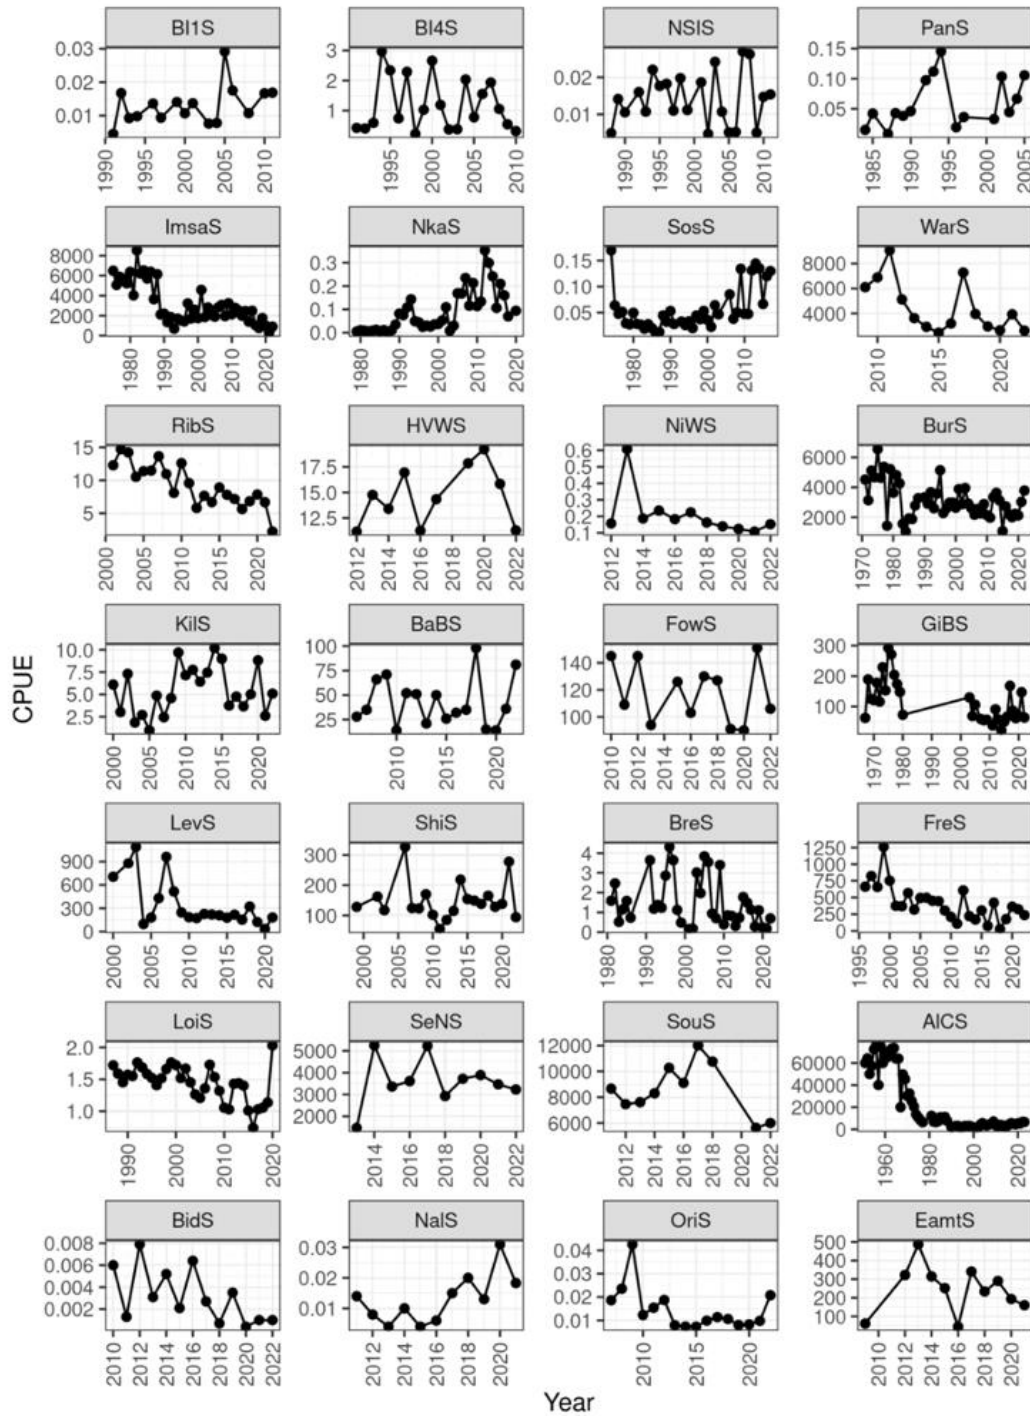 BI1S BI4S NSIS PanS
0.03 3 0.02 0.15
0.02 2 0.01 0.10
0.01 1 0.05
1990 1995 2000 2005 2010 1995 2000 2005 2010 1990 1995 2000 2005 2010 1985 1990 1995 2000 2005
ImsaS NkaS SosS WarS
8000 0.3 0.15 8000
6000 0.2 0.10 6000
4000 0.1 0.05 4000
2000 0.0
0
1980 1990 2000 2010 2020 1980 1990 2000 2010 2020 1980 1990 2000 2010 2010 2015 2020
RibS HVWS NiWS BurS
15 17.5 0.6 6000
10 15.0 0.5 4000
5 12.5 0.4 2000
0.3
0.2
0.1
2000 2005 2010 2015 2020 2012 2014 2016 2018 2020 2022 2012 2014 2016 2018 2020 2022 1970 1980 1990 2000 2010 2020
KilS BaBS FowS GiBS
10.0 100 140 300
7.5 75 120 200
5.0 50 100 100
2.5 25
2000 2005 2010 2015 2020 2010 2015 2020 2010 2012 2014 2016 2018 2020 2022 1970 1980 1990 2000 2010 2020
CPUE
LevS ShiS BreS FreS
900 300 4 1250
600 200 3 1000
300 100 2 750
0 1 500
0 250
0
2000 2005 2010 2015 2020 2000 2005 2010 2015 2020 1980 1990 2000 2010 2020 1995 2000 2005 2010 2015 2020
LoiS SeNS SouS AlCS
2.0 5000 12000 60000
1.5 4000 10000 40000
1.0 3000 8000 20000
2000 6000 0
1990 2000 2010 2020 2014 2016 2018 2020 2022 2012 2014 2016 2018 2020 2022 1960 1980 2000 2020
BidS NalS OriS EamtS
0.008 0.03 0.04 500
0.006 0.02 0.03 400
0.004 0.01 0.02 300
0.002 0.01 200
100
2010 2012 2014 2016 2018 2020 2022 2012 2014 2016 2018 2020 2010 2020 2010 2012 2014 2016 2018 2020 2022
Year